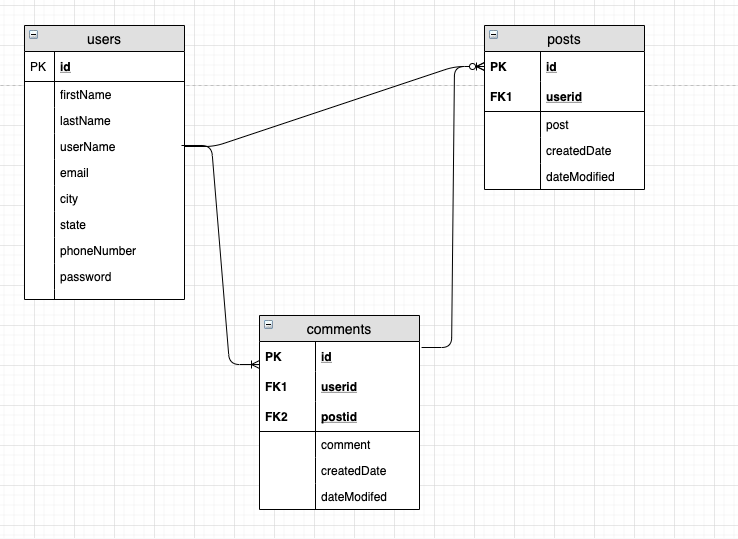 users
PK id
firstName
lastName
userName
email
city
state
phoneNumber
password
posts
PK id
FK1 userid
post
createdDate
dateModified
comments
PK id
FK1 userid
FK2 postid
comment
createdDate
dateModifed